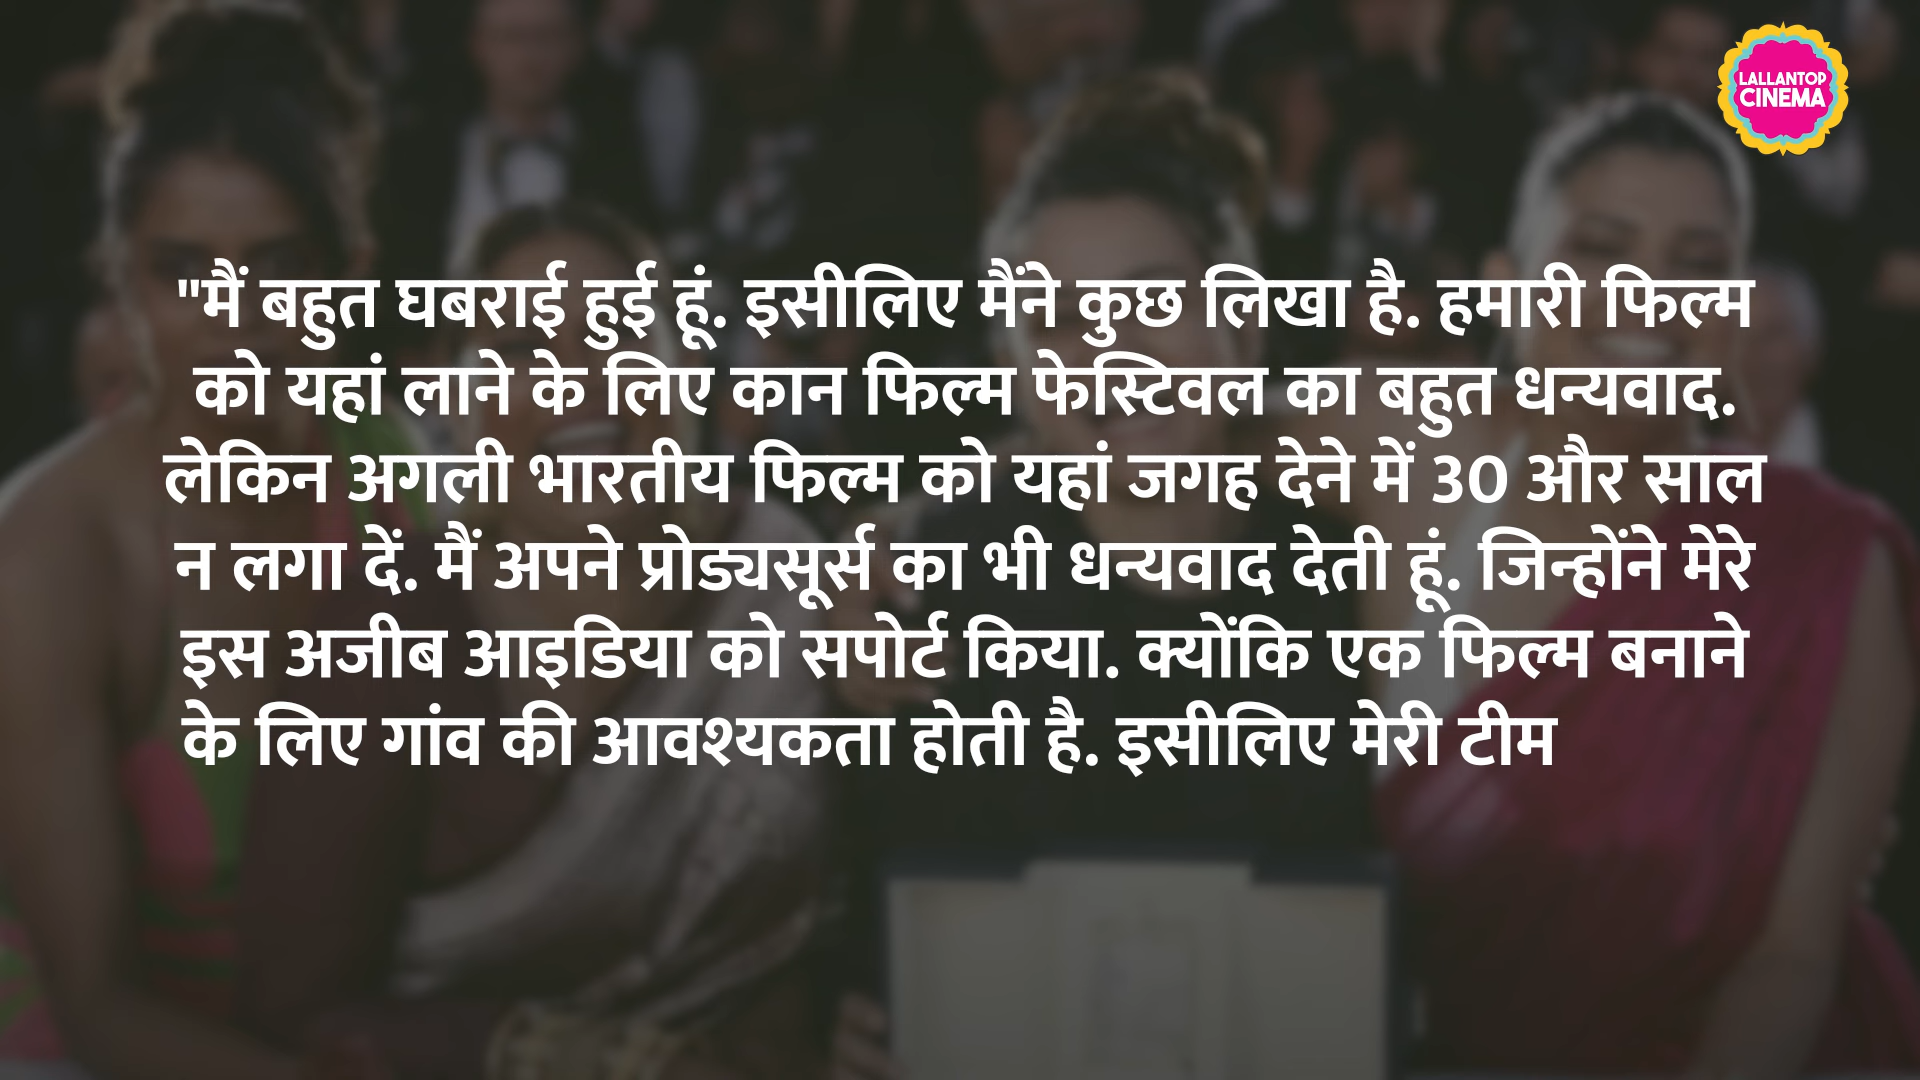 LALLANTOP
CINEMA
"मैं बहुत घबराई हुई हूं. इसीलिए मैंने कुछ लिखा है. हमारी फिल्म
को यहां लाने के लिए कान फिल्म फेस्टिवल का बहुत धन्यवाद.
लेकिन अगली भारतीय फिल्म को यहां जगह देने में 30 और साल
न लगा दें. मैं अपने प्रोड्यसूर्स का भी धन्यवाद देती हूं. जिन्होंने मेरे
इस अजीब आइडिया को सपोर्ट किया. क्योंकि एक फिल्म बनाने
के लिए गांव की आवश्यकता होती है. इसीलिए मेरी टीम